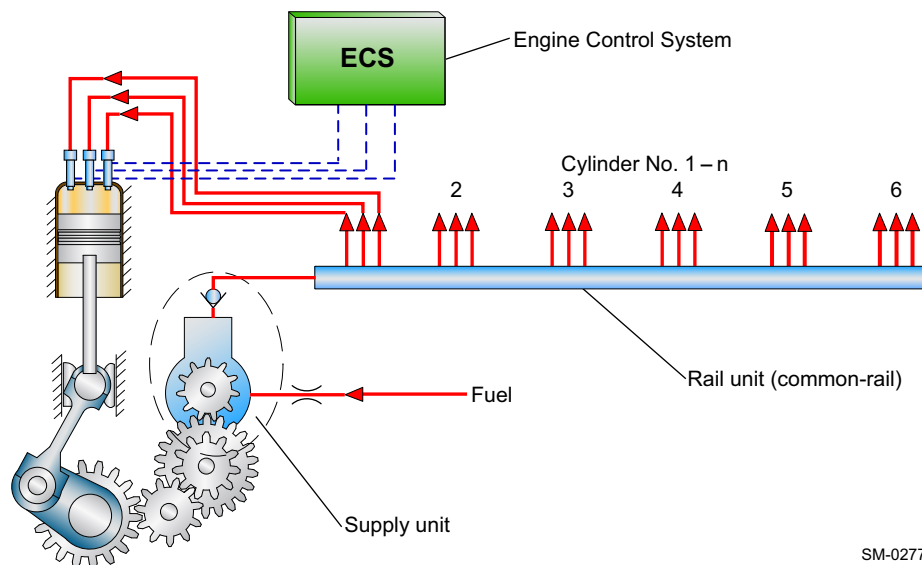 ECS
Engine Control System
Cylinder No. 1 – n
2 3 4 5 6
Rail unit (common-rail)
Fuel
Supply unit
SM-0277